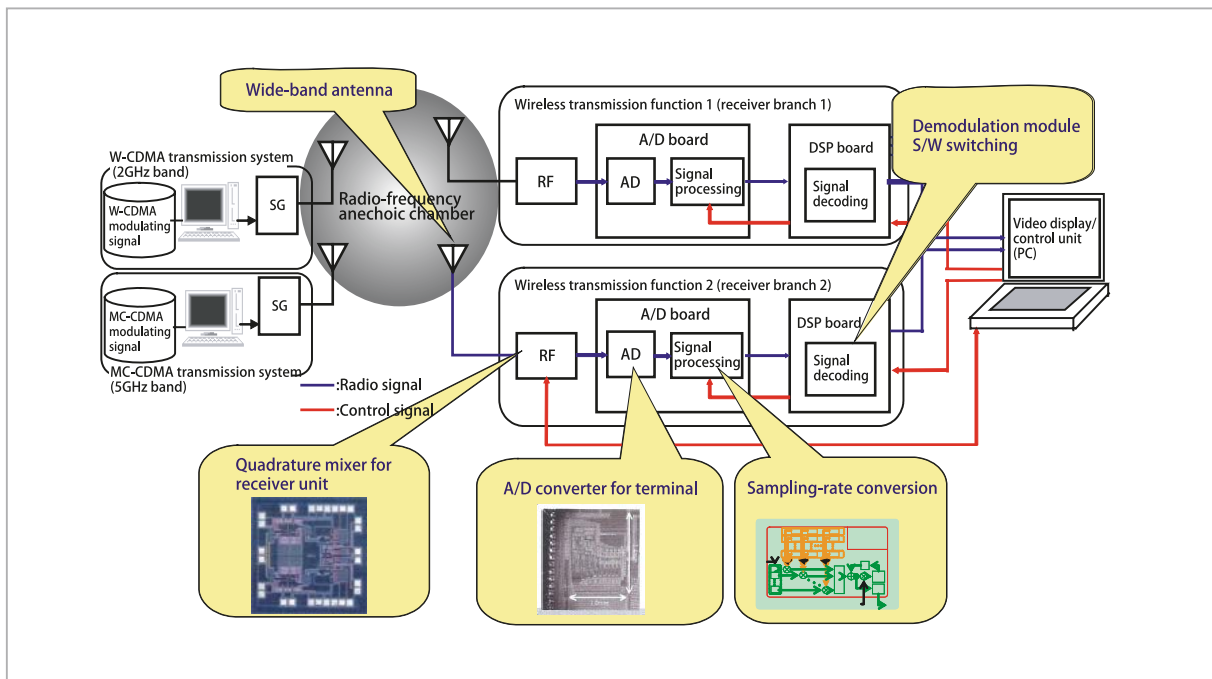 Wide-band antenna
W-CDMA transmission system
(2GHz band)
W-CDMA
modulating
signal
SG
Radio-frequency
anechoic chamber
MC-CDMA
modulating
signal
SG
MC-CDMA transmission system
(5GHz band)
:Radio signal
:Control signal
Wireless transmission function 1 (receiver branch 1)
RF
A/D board
AD
Signal
processing
DSP board
Signal
decoding
Demodulation module
S/W switching
Video display/
control unit
(PC)
Wireless transmission function 2 (receiver branch 2)
RF
A/D board
AD
Signal
processing
DSP board
Signal
decoding
Quadrature mixer for
receiver unit
A/D converter for terminal
Sampling-rate conversion